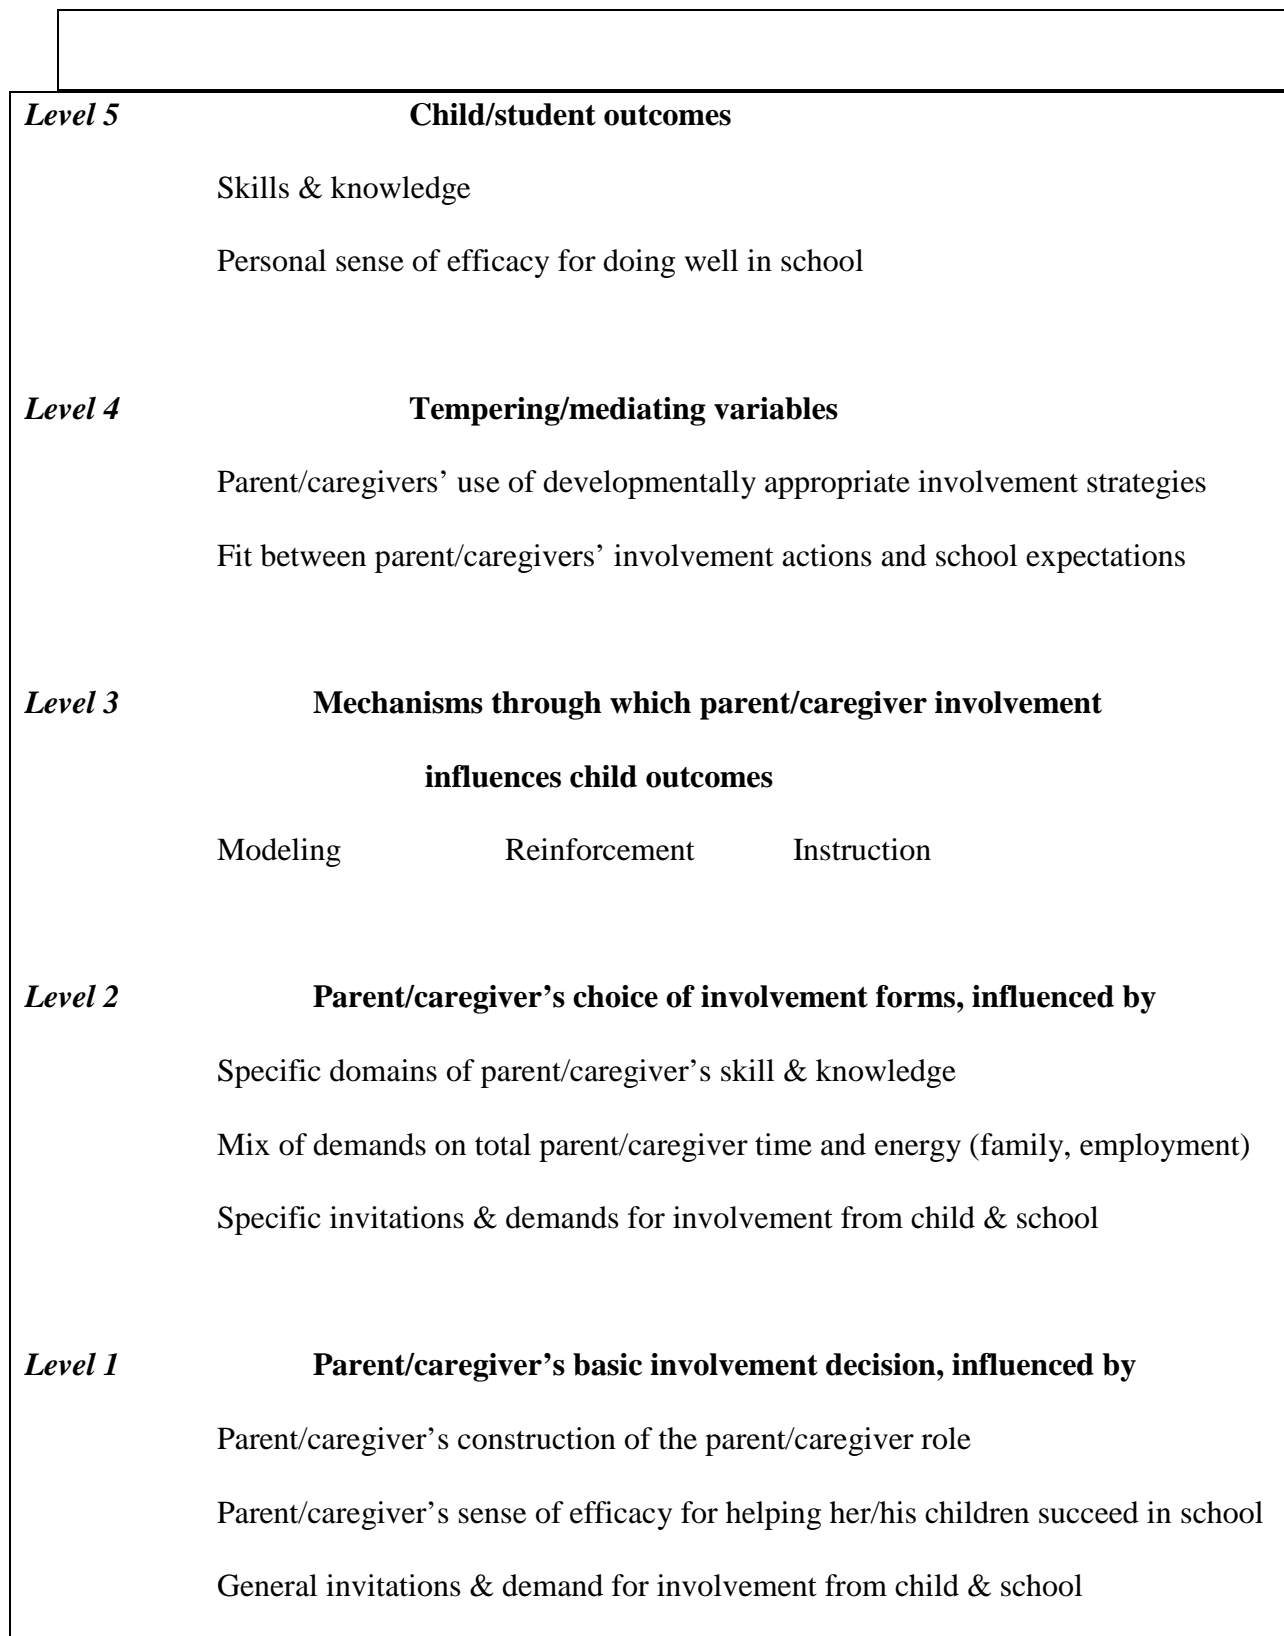 Level 5 Child/student outcomes
Skills & knowledge
Personal sense of efficacy for doing well in school
Level 4 Tempering/mediating variables
Parent/caregivers’ use of developmentally appropriate involvement strategies
Fit between parent/caregivers’ involvement actions and school expectations
Level 3 Mechanisms through which parent/caregiver involvement
influences child outcomes
Modeling Reinforcement Instruction
Level 2 Parent/caregiver’s choice of involvement forms, influenced by
Specific domains of parent/caregiver’s skill & knowledge
Mix of demands on total parent/caregiver time and energy (family, employment)
Specific invitations & demands for involvement from child & school
Level 1 Parent/caregiver’s basic involvement decision, influenced by
Parent/caregiver’s construction of the parent/caregiver role
Parent/caregiver’s sense of efficacy for helping her/his children succeed in school
General invitations & demand for involvement from child & school